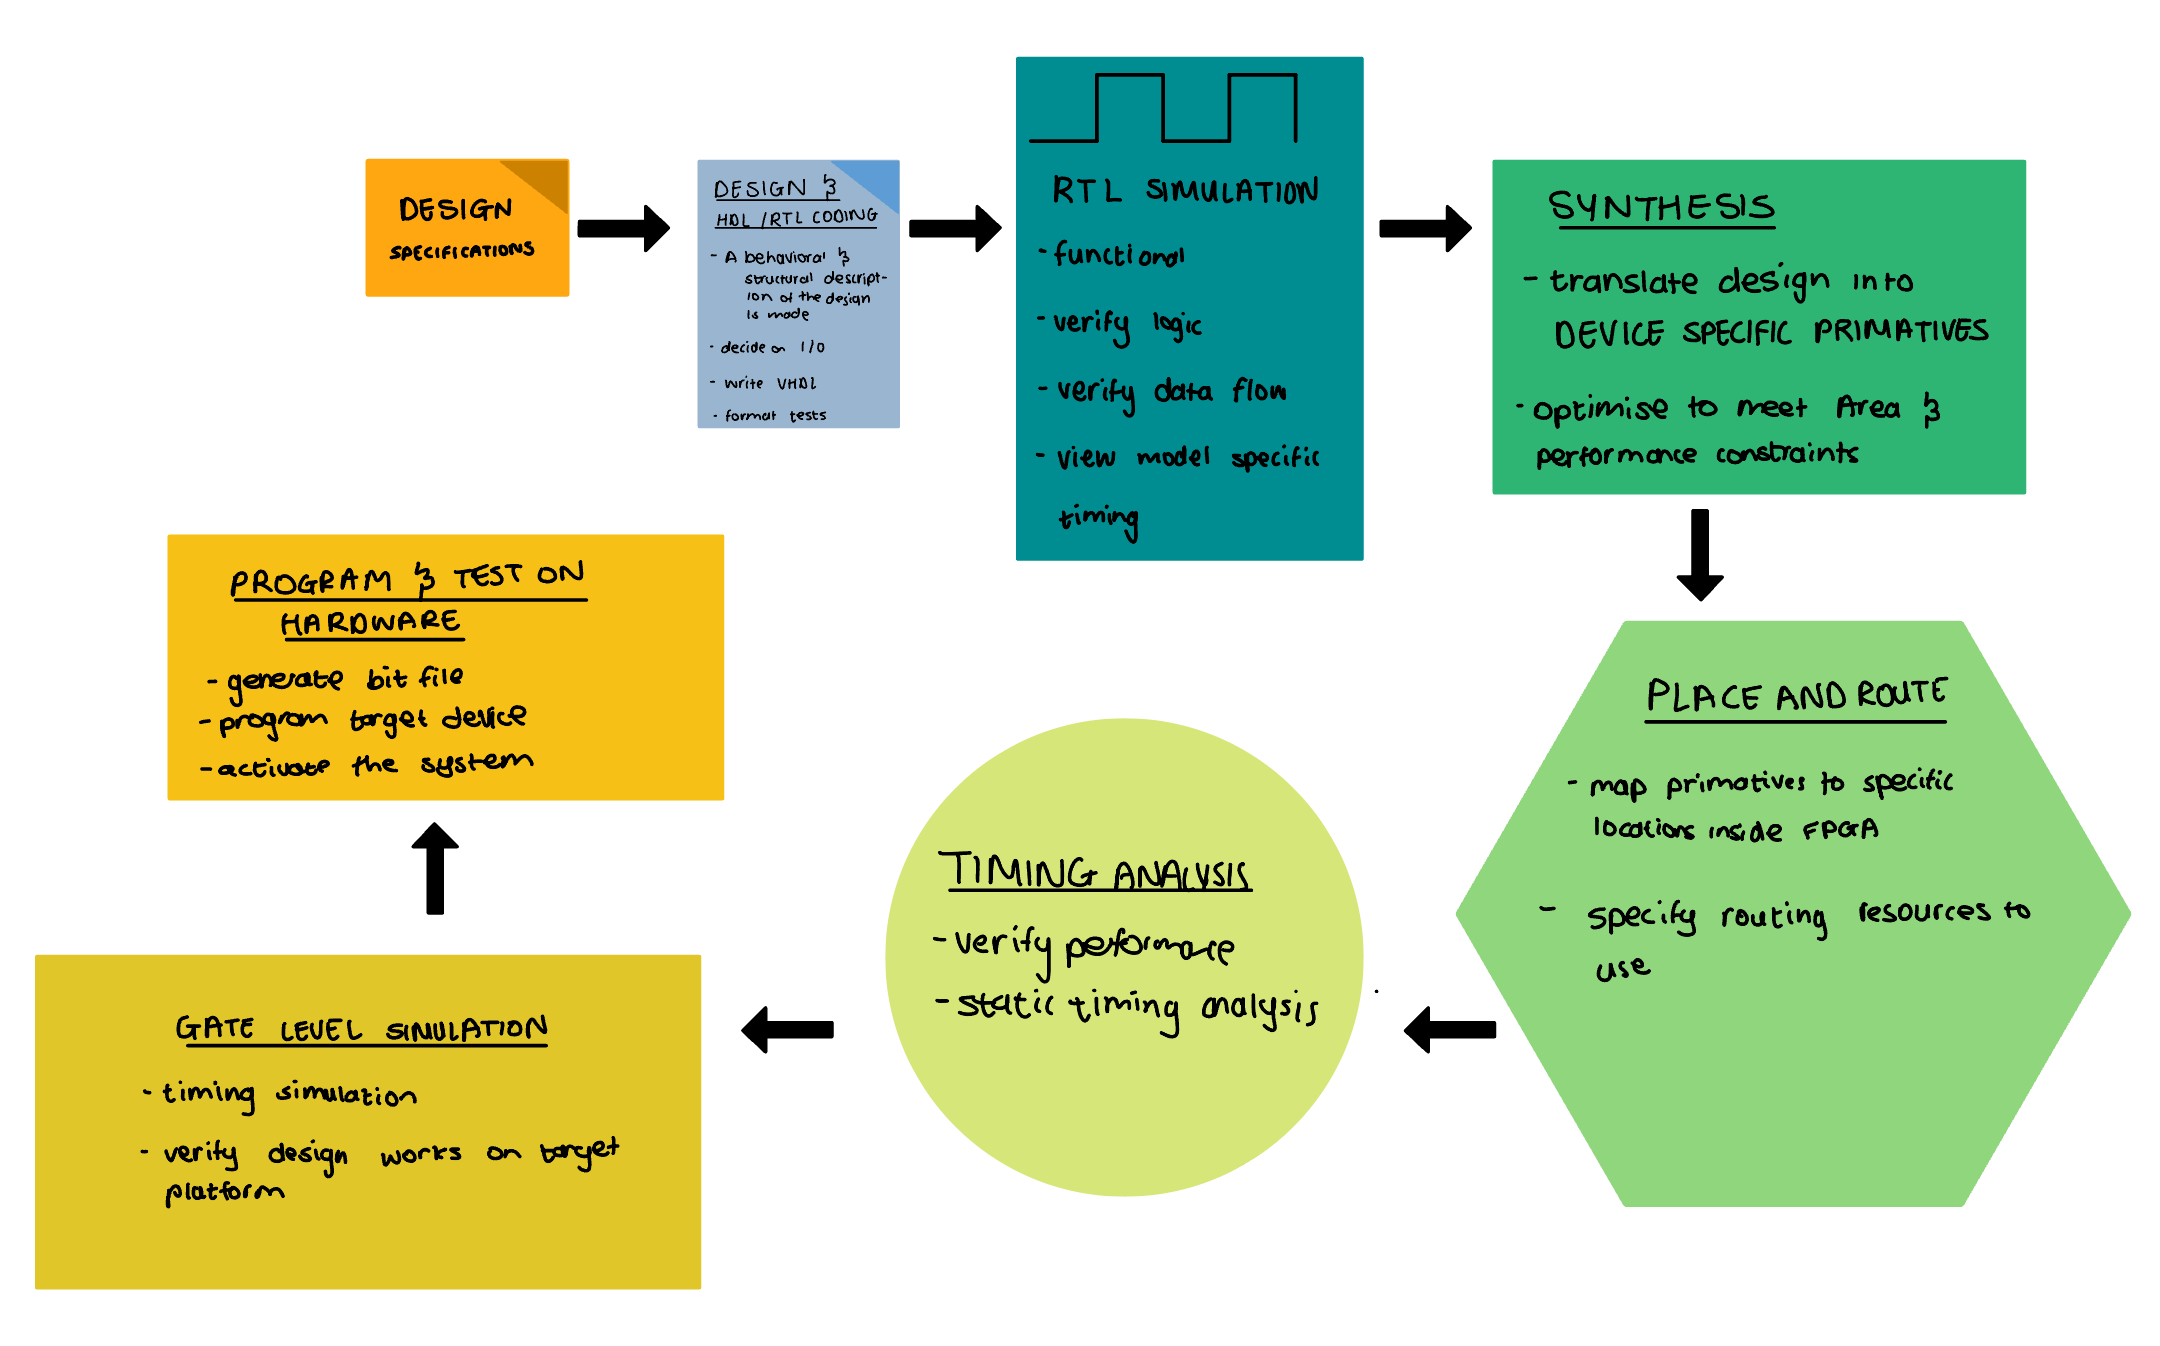 DESIGN
SPECIFICATIONS
DESIGN &
HDL / RTL CODING
- A behavioral &
structural descript-
ion of the design
is made
- decide on I/O
- write VHDL
- format tests
RTL SIMULATION
- functional
- verify logic
- verify data flow
- view model specific
timing
SYNTHESIS
- translate design into
DEVICE SPECIFIC PRIMATIVES
- optimise to meet Area &
performance constraints
PLACE AND ROUTE
- map primatives to specific
locations inside FPGA
- specify routing resources to
use
TIMING ANALYSIS
- verify performance
- static timing analysis
GATE LEVEL SIMULATION
- timing simulation
- verify design works on target
platform
PROGRAM & TEST ON
HARDWARE
- generate bit file
- program target device
- activate the system